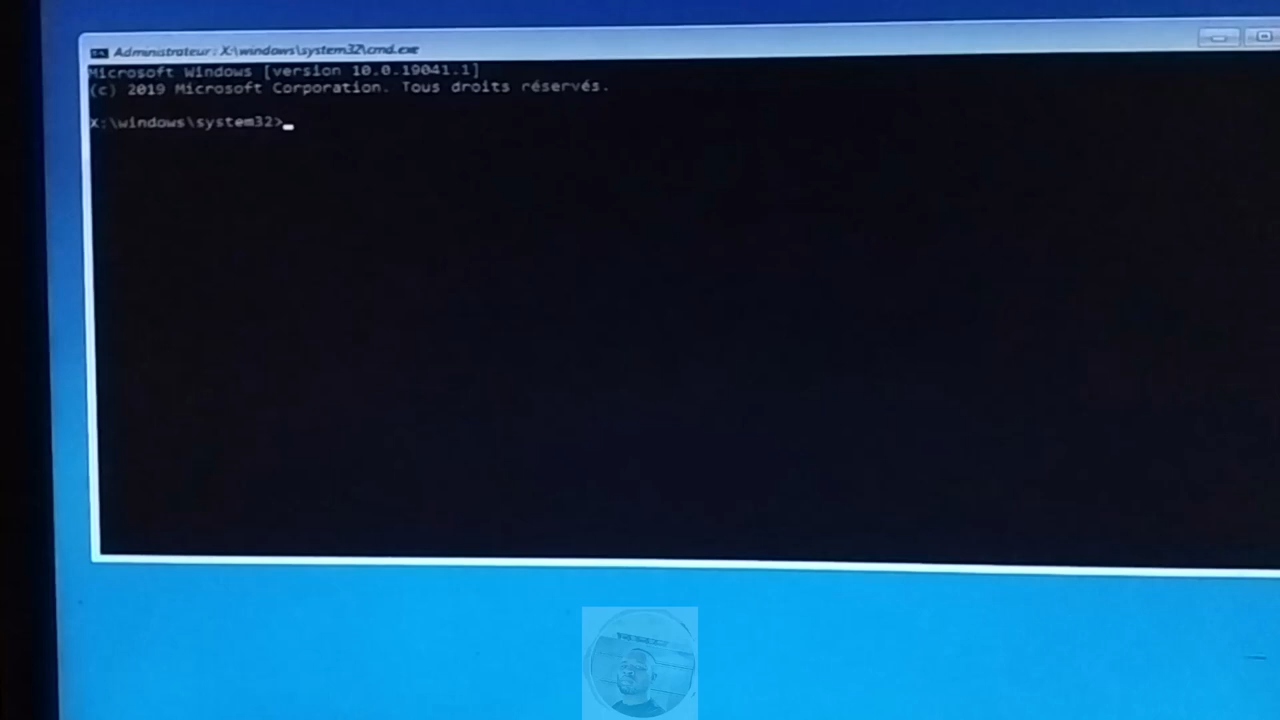 Administrateur : X:\windows\system32\cmd.exe
Microsoft Windows [version 10.0.19041.1]
(c) 2019 Microsoft Corporation. Tous droits réservés.
X:\windows\system32>